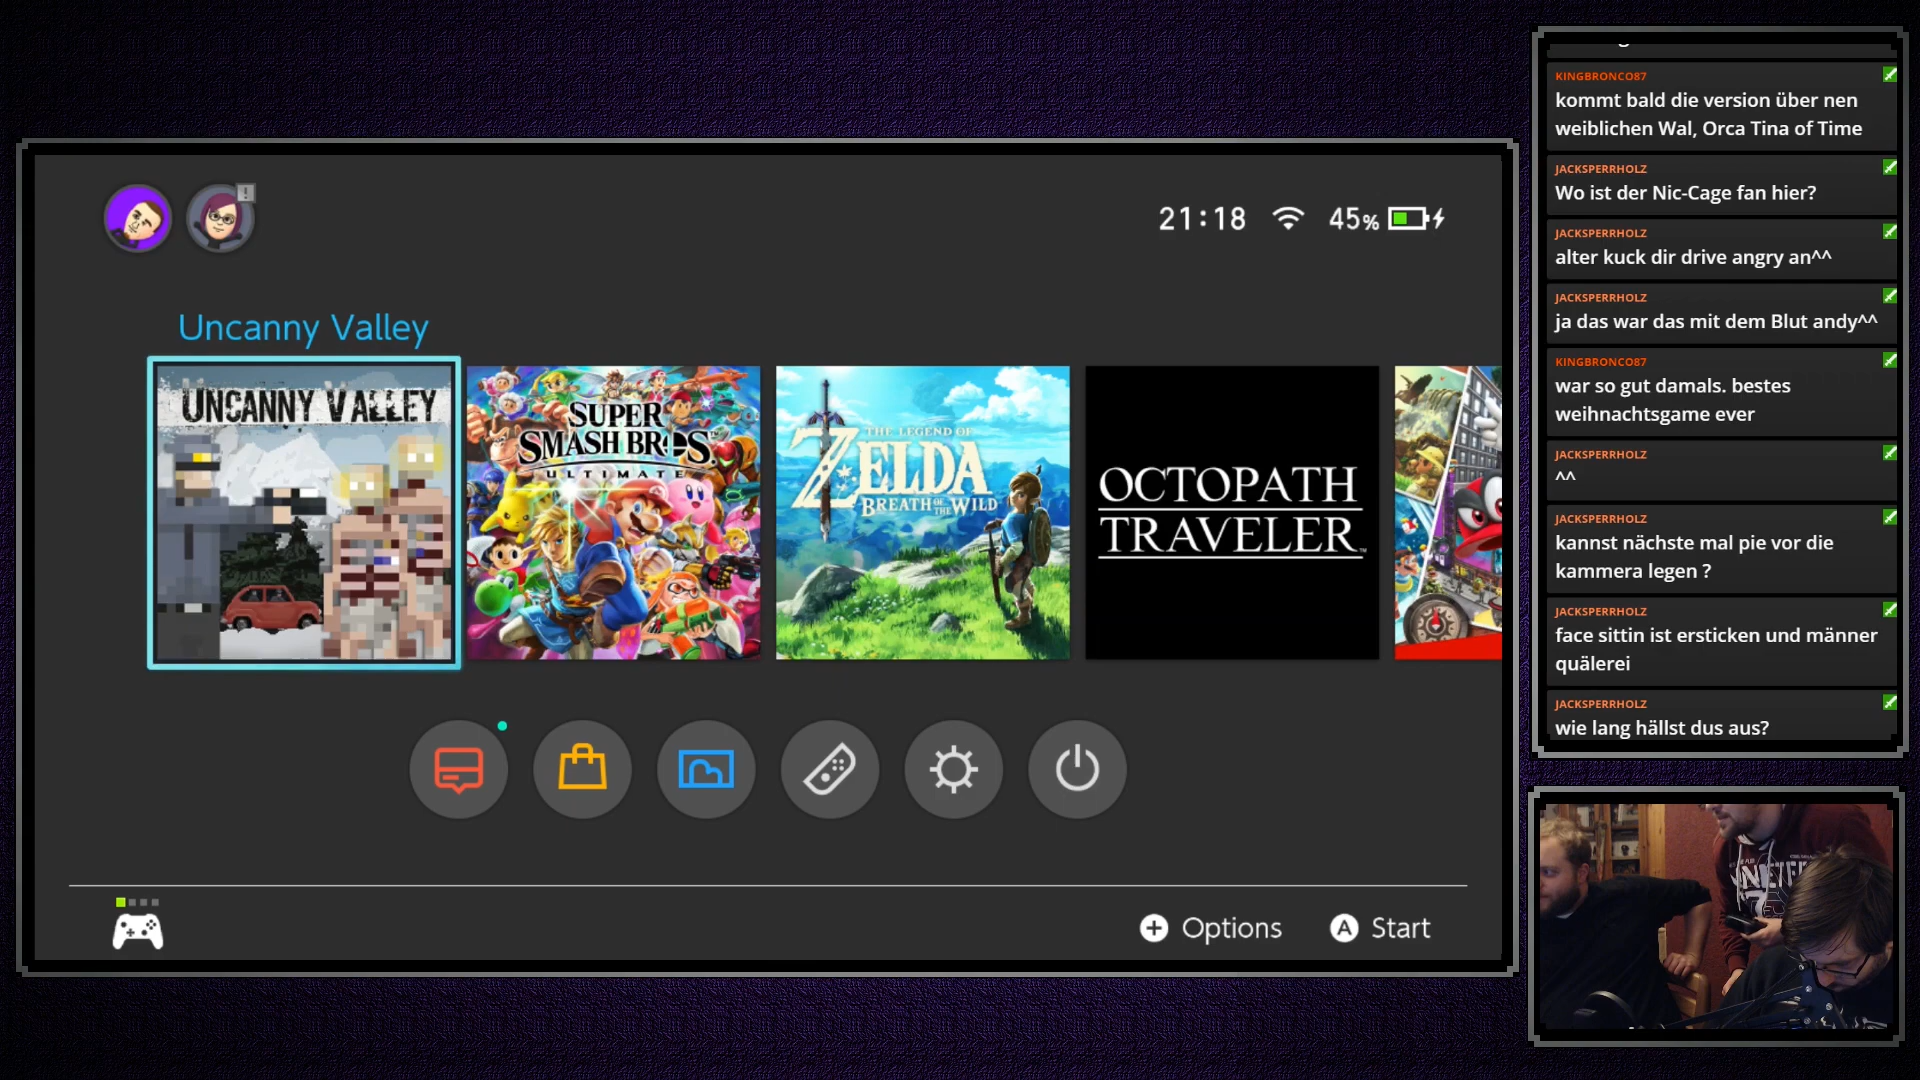 21:18
45%
Uncanny Valley
UNCANNY VALLEY
SUPER
SMASH BROS.
ULTIMATE
THE LEGEND OF
ZELDA
BREATH OF THE WILD
OCTOPATH
TRAVELER
Options
A Start
KINGBRONCO87
kommt bald die version über nen
weiblichen Wal, Orca Tina of Time
JACKSPERRHOLZ
Wo ist der Nic-Cage fan hier?
JACKSPERRHOLZ
alter kuck dir drive angry an^^
JACKSPERRHOLZ
ja das war das mit dem Blut andy^^
KINGBRONCO87
war so gut damals. bestes
weihnachtsgame ever
JACKSPERRHOLZ
^^
JACKSPERRHOLZ
kannst nächste mal pie vor die
kammera legen ?
JACKSPERRHOLZ
face sittin ist ersticken und männer
quälerei
JACKSPERRHOLZ
wie lang hällst dus aus?